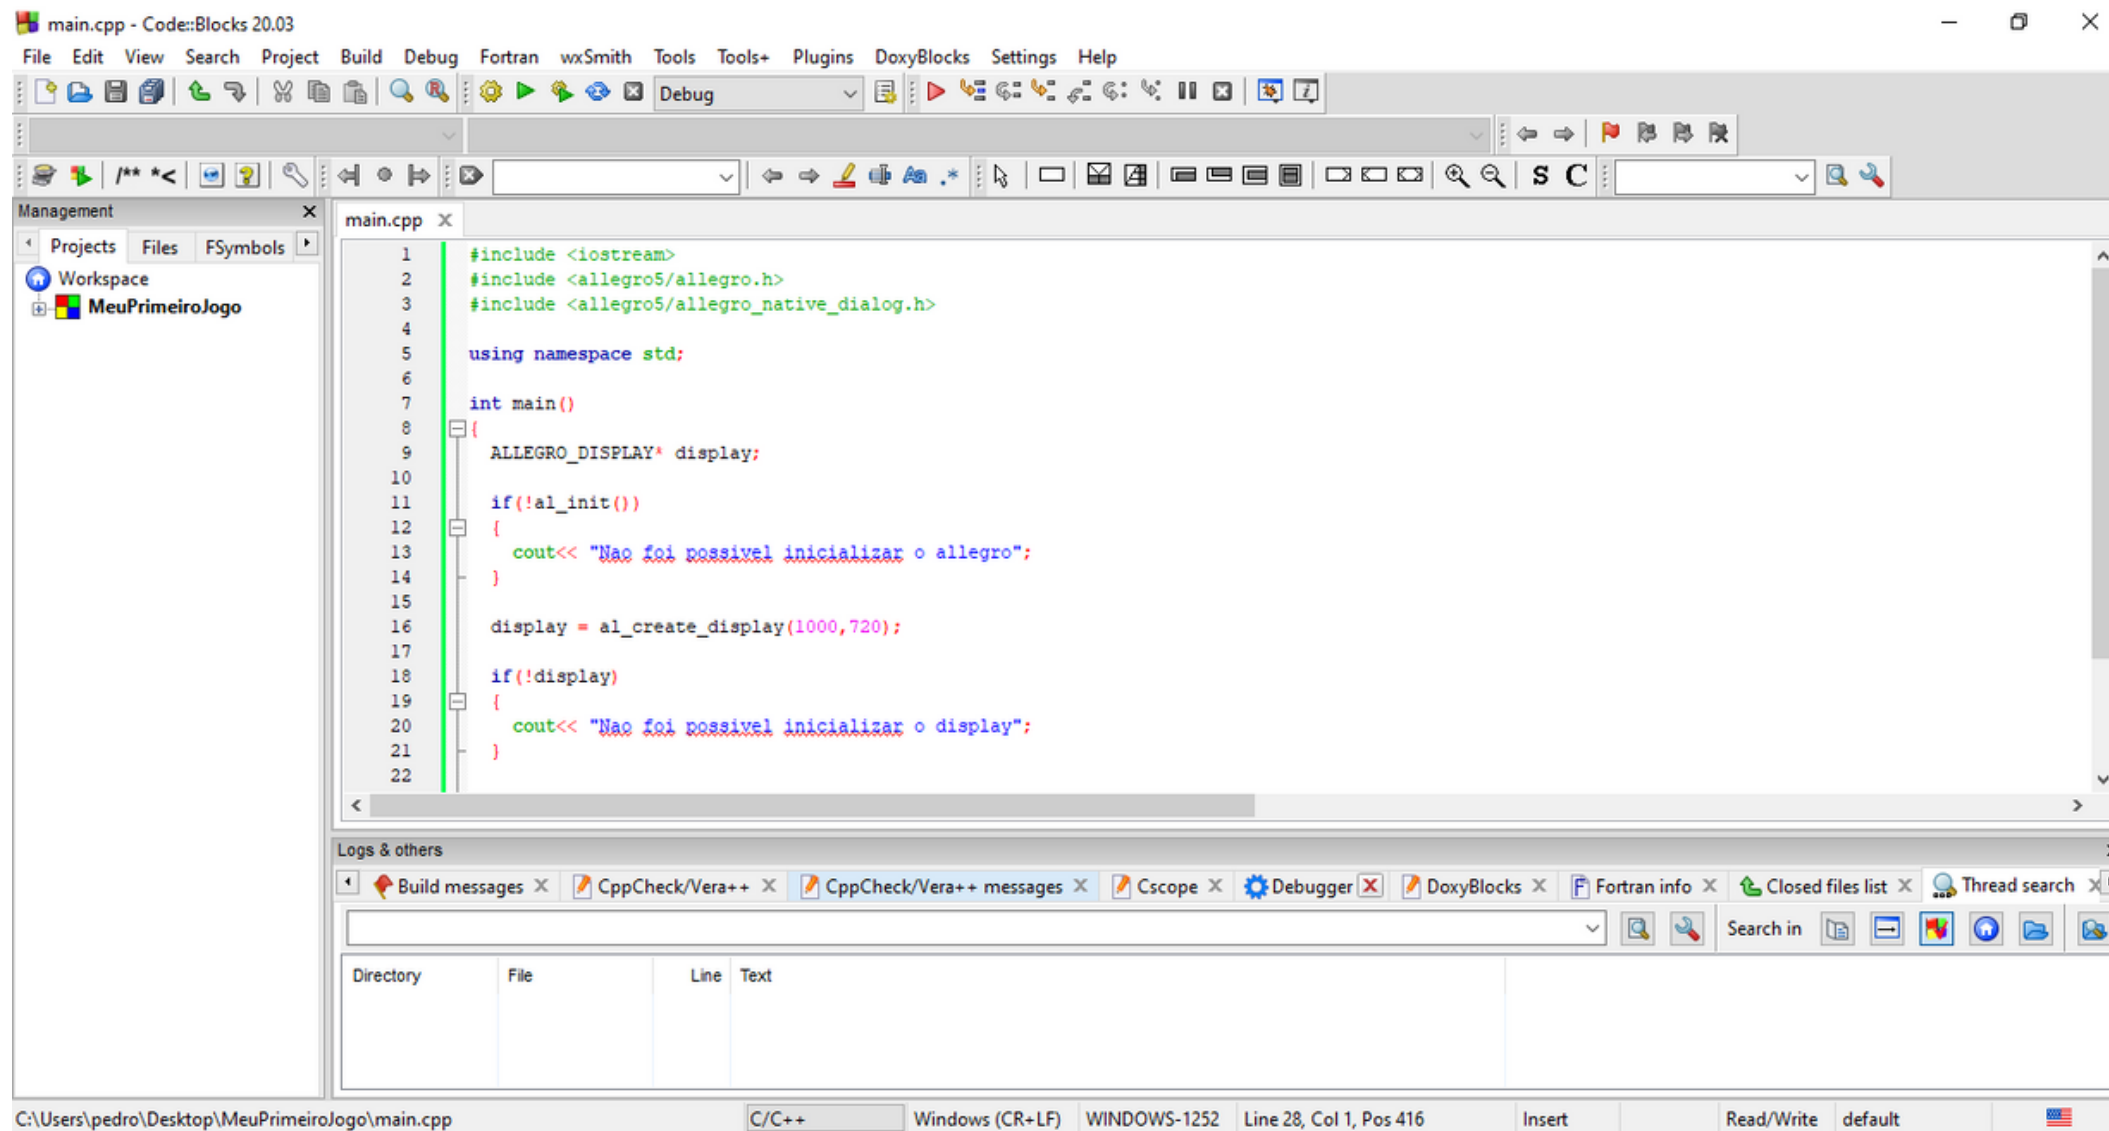 main.cpp - Code::Blocks 20.03
File Edit View Search Project Build Debug Fortran wxSmith Tools Tools+ Plugins DoxyBlocks Settings Help
Debug
/** *< Aa .* S C
Management
main.cpp
Projects Files FSymbols
Workspace
MeuPrimeiroJogo
1 #include <iostream>
2 #include <allegro5/allegro.h>
3 #include <allegro5/allegro_native_dialog.h>
4
5 using namespace std;
6
7 int main()
8 {
9 ALLEGRO_DISPLAY* display;
10
11 if(!al_init())
12 {
13 cout<< "Nao foi possivel inicializar o allegro";
14 }
15
16 display = al_create_display(1000,720);
17
18 if(!display)
19 {
20 cout<< "Nao foi possivel inicializar o display";
21 }
22
Logs & others
Build messages CppCheck/Vera++ CppCheck/Vera++ messages Cscope Debugger DoxyBlocks Fortran info Closed files list Thread search
Search in
Directory File Line Text
C:\Users\pedro\Desktop\MeuPrimeiroJogo\main.cpp C/C++ Windows (CR+LF) WINDOWS-1252 Line 28, Col 1, Pos 416 Insert Read/Write default